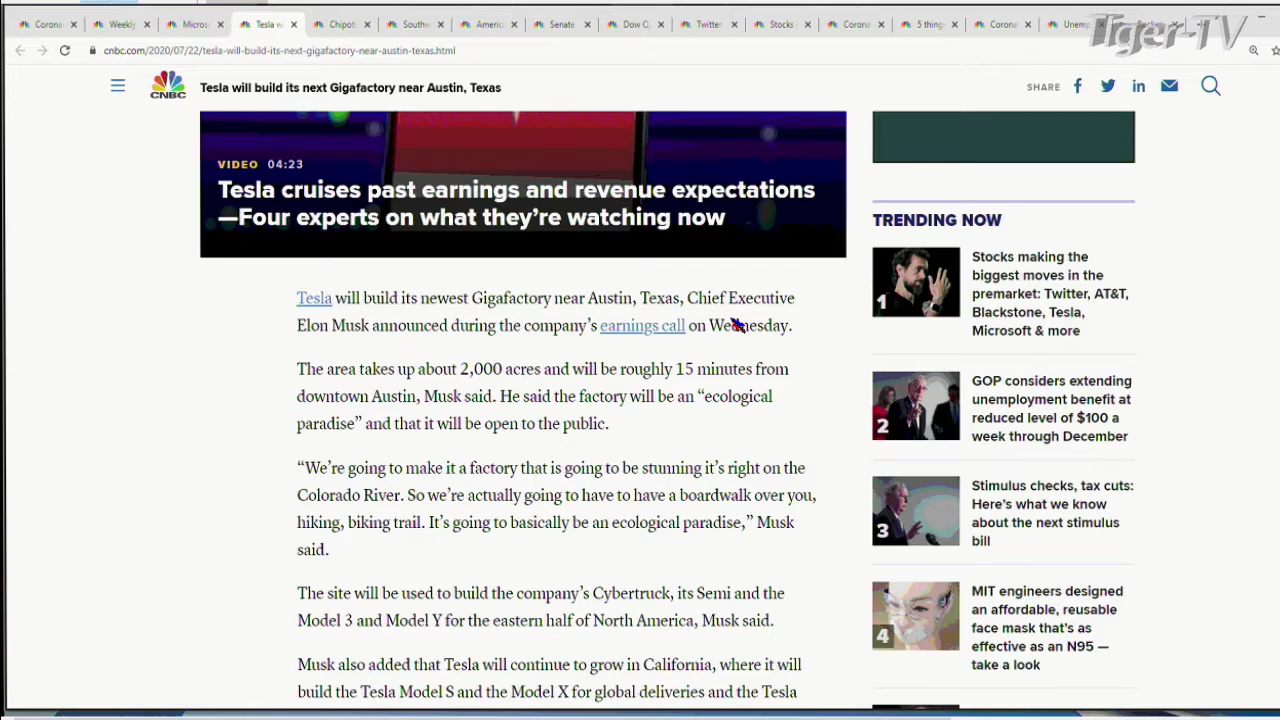 Corona
Weekly
Micros
Tesla w
Chipot
Southw
Americ
Senate
Dow
Twitter
Stocks
Corona
5 thing
Corona
Unemp
Tiger-TV
cnbc.com/2020/07/22/tesla-will-build-its-next-gigafactory-near-austin-texas.html
CNBC
Tesla will build its next Gigafactory near Austin, Texas
SHARE
VIDEO 04:23
Tesla cruises past earnings and revenue expectations
—Four experts on what they're watching now
Tesla will build its newest Gigafactory near Austin, Texas, Chief Executive
Elon Musk announced during the company's earnings call on Wednesday.
The area takes up about 2,000 acres and will be roughly 15 minutes from
downtown Austin, Musk said. He said the factory will be an “ecological
paradise” and that it will be open to the public.
“We're going to make it a factory that is going to be stunning it's right on the
Colorado River. So we're actually going to have to have a boardwalk over you,
hiking, biking trail. It's going to basically be an ecological paradise,” Musk
said.
The site will be used to build the company's Cybertruck, its Semi and the
Model 3 and Model Y for the eastern half of North America, Musk said.
Musk also added that Tesla will continue to grow in California, where it will
build the Tesla Model S and the Model X for global deliveries and the Tesla
TRENDING NOW
1
Stocks making the
biggest moves in the
premarket: Twitter, AT&T,
Blackstone, Tesla,
Microsoft & more
2
GOP considers extending
unemployment benefit at
reduced level of $100 a
week through December
3
Stimulus checks, tax cuts:
Here's what we know
about the next stimulus
bill
4
MIT engineers designed
an affordable, reusable
face mask that's as
effective as an N95 —
take a look